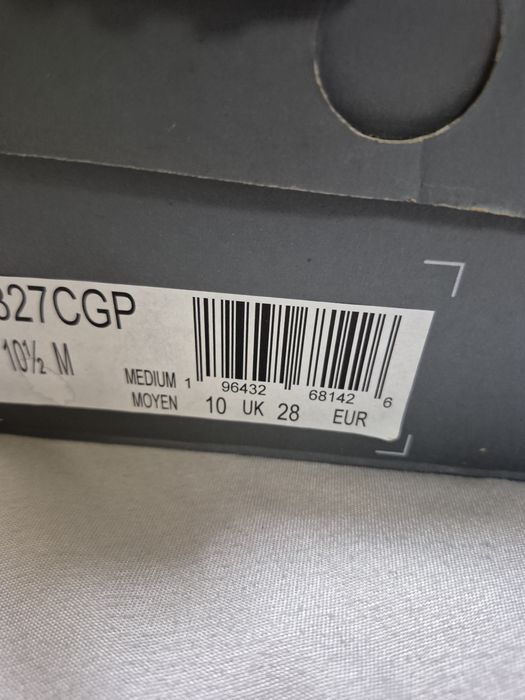 327CGP
10½ M
MEDIUM
MOYEN
1 96432 68142 6
10 UK 28 EUR